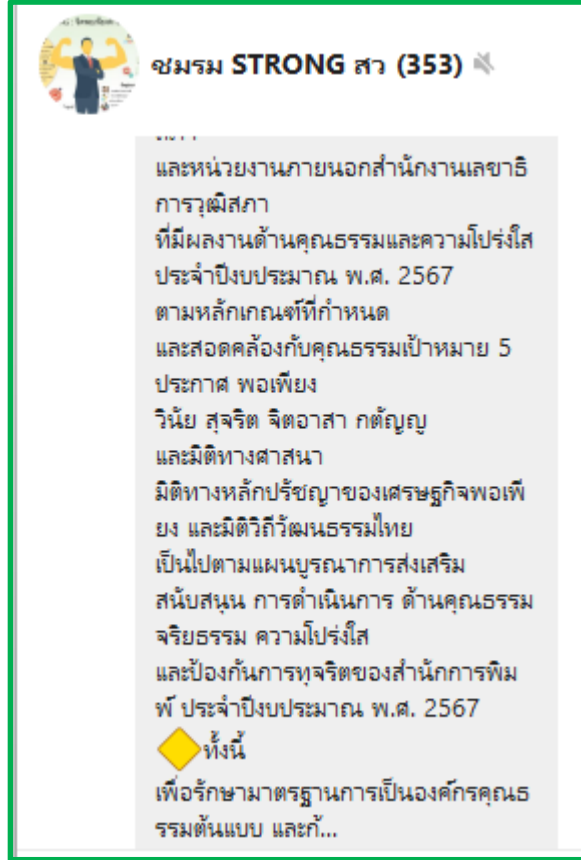 ชมรม STRONG สว (353)
และหน่วยงานภายนอกสำนักงานเลขาธิ
การวุฒิสภา
ที่มีผลงานด้านคุณธรรมและความโปร่งใส
ประจำปีงบประมาณ พ.ศ. 2567
ตามหลักเกณฑ์ที่กำหนด
และสอดคล้องกับคุณธรรมเป้าหมาย 5
ประกาศ พอเพียง
วินัย สุจริต จิตอาสา กตัญญู
และมิติทางศาสนา
มิติทางหลักปรัชญาของเศรษฐกิจพอเพี
ยง และมิติวิถีวัฒนธรรมไทย
เป็นไปตามแผนบูรณาการส่งเสริม
สนับสนุน การดำเนินการ ด้านคุณธรรม
จริยธรรม ความโปร่งใส
และป้องกันการทุจริตของสำนักการพิม
พ์ ประจำปีงบประมาณ พ.ศ. 2567
ทั้งนี้
เพื่อรักษามาตรฐานการเป็นองค์กรคุณธ
รรมต้นแบบ และก้...